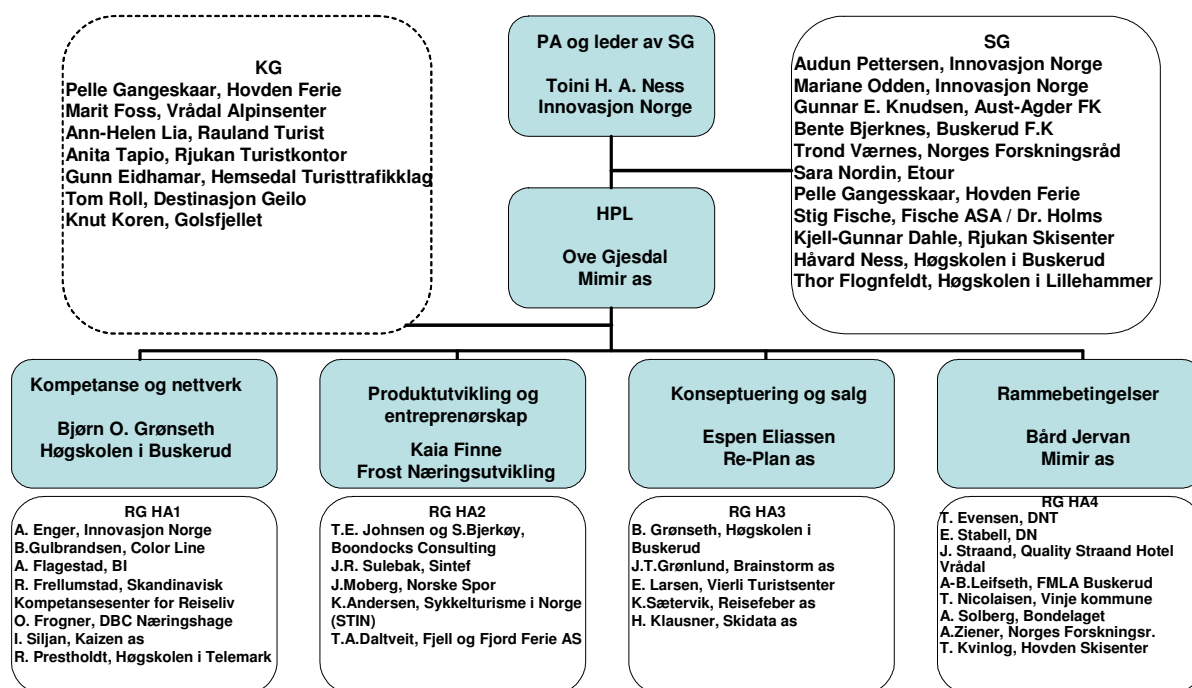 KG
Pelle Gangeskaar, Hovden Ferie
Marit Foss, Vrådal Alpinsenter
Ann-Helen Lia, Rauland Turist
Anita Tapio, Rjukan Turistkontor
Gunn Eidhamar, Hemsedal Turisttrafikklag
Tom Roll, Destinasjon Geilo
Knut Koren, Golsfjellet
PA og leder av SG
Toini H. A. Ness
Innovasjon Norge
SG
Audun Pettersen, Innovasjon Norge
Mariane Odden, Innovasjon Norge
Gunnar E. Knudsen, Aust-Agder FK
Bente Bjerknes, Buskerud F.K
Trond Værnes, Norges Forskningsråd
Sara Nordin, Etour
Pelle Gangesskaar, Hovden Ferie
Stig Fische, Fische ASA / Dr. Holms
Kjell-Gunnar Dahle, Rjukan Skisenter
Håvard Ness, Høgskolen i Buskerud
Thor Flognfeldt, Høgskolen i Lillehammer
HPL
Ove Gjesdal
Mimir as
Kompetanse og nettverk
Bjørn O. Grønseth
Høgskolen i Buskerud
Produktutvikling og
entreprenørskap
Kaia Finne
Frost Næringsutvikling
Konseptuering og salg
Espen Eliassen
Re-Plan as
Rammebetingelser
Bård Jervan
Mimir as
RG HA1
A. Enger, Innovasjon Norge
B.Gulbrandsen, Color Line
A. Flagestad, BI
R. Frellumstad, Skandinavisk
Kompetansesenter for Reiseliv
O. Frogner, DBC Næringshage
I. Siljan, Kaizen as
R. Prestholdt, Høgskolen i Telemark
RG HA2
T.E. Johnsen og S.Bjerkøy,
Boondocks Consulting
J.R. Sulebak, Sintef
J.Moberg, Norske Spor
K.Andersen, Sykkelturisme i Norge
(STIN)
T.A.Daltveit, Fjell og Fjord Ferie AS
RG HA3
B. Grønseth, Høgskolen i
Buskerud
J.T.Grønlund, Brainstorm as
E. Larsen, Vierli Turistsenter
K.Sætervik, Reisefeber as
H. Klausner, Skidata as
RG HA4
T. Evensen, DNT
E. Stabell, DN
J. Straand, Quality Straand Hotel
Vrådal
A-B.Leifseth, FMLA Buskerud
T. Nicolaisen, Vinje kommune
A. Solberg, Bondelaget
A.Ziener, Norges Forskningsr.
T. Kvinlog, Hovden Skisenter